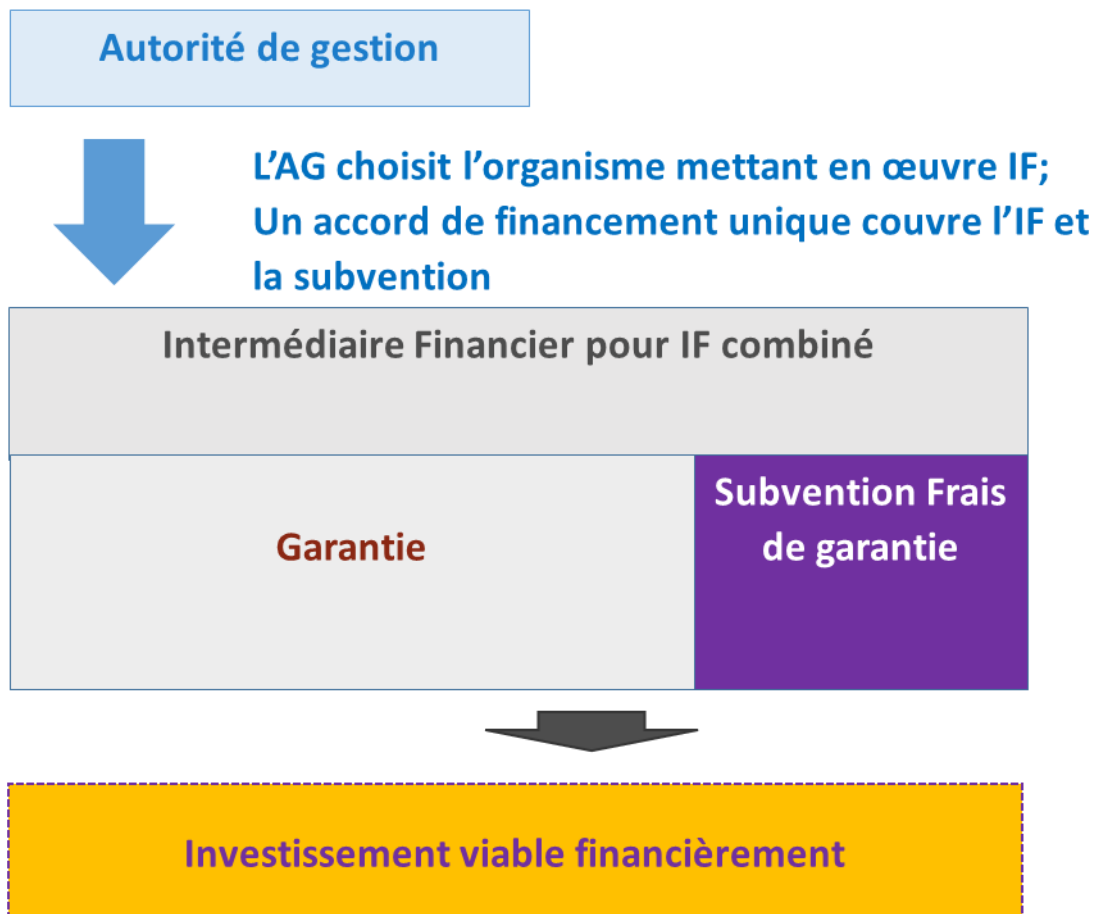 Autorité de gestion
L’AG choisit l’organisme mettant en œuvre IF;
Un accord de financement unique couvre l’IF et
la subvention
Intermédiaire Financier pour IF combiné
Garantie
Subvention Frais
de garantie
Investissement viable financièrement